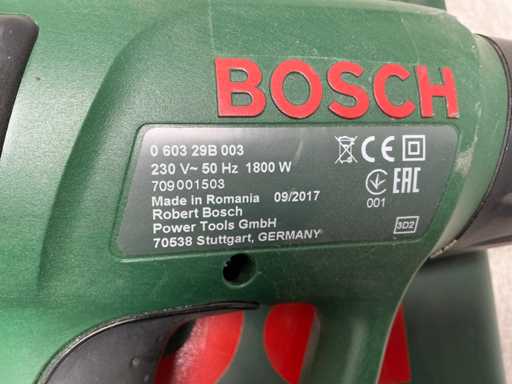 BOSCH
0 603 29B 003
230 V~ 50 Hz 1800 W
709001503
Made in Romania 09/2017
Robert Bosch
Power Tools GmbH
70538 Stuttgart, GERMANY
CE
EAC
001
3D2